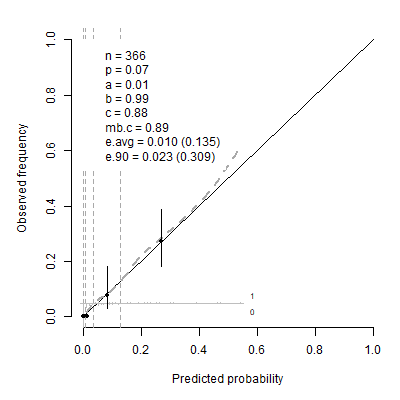 n = 366
p = 0.07
a = 0.01
b = 0.99
c = 0.88
mb.c = 0.89
e.avg = 0.010 (0.135)
e.90 = 0.023 (0.309)
Observed frequency
1.0
0.8
0.6
0.4
0.2
0.0
1
0
0.0 0.2 0.4 0.6 0.8 1.0
Predicted probability